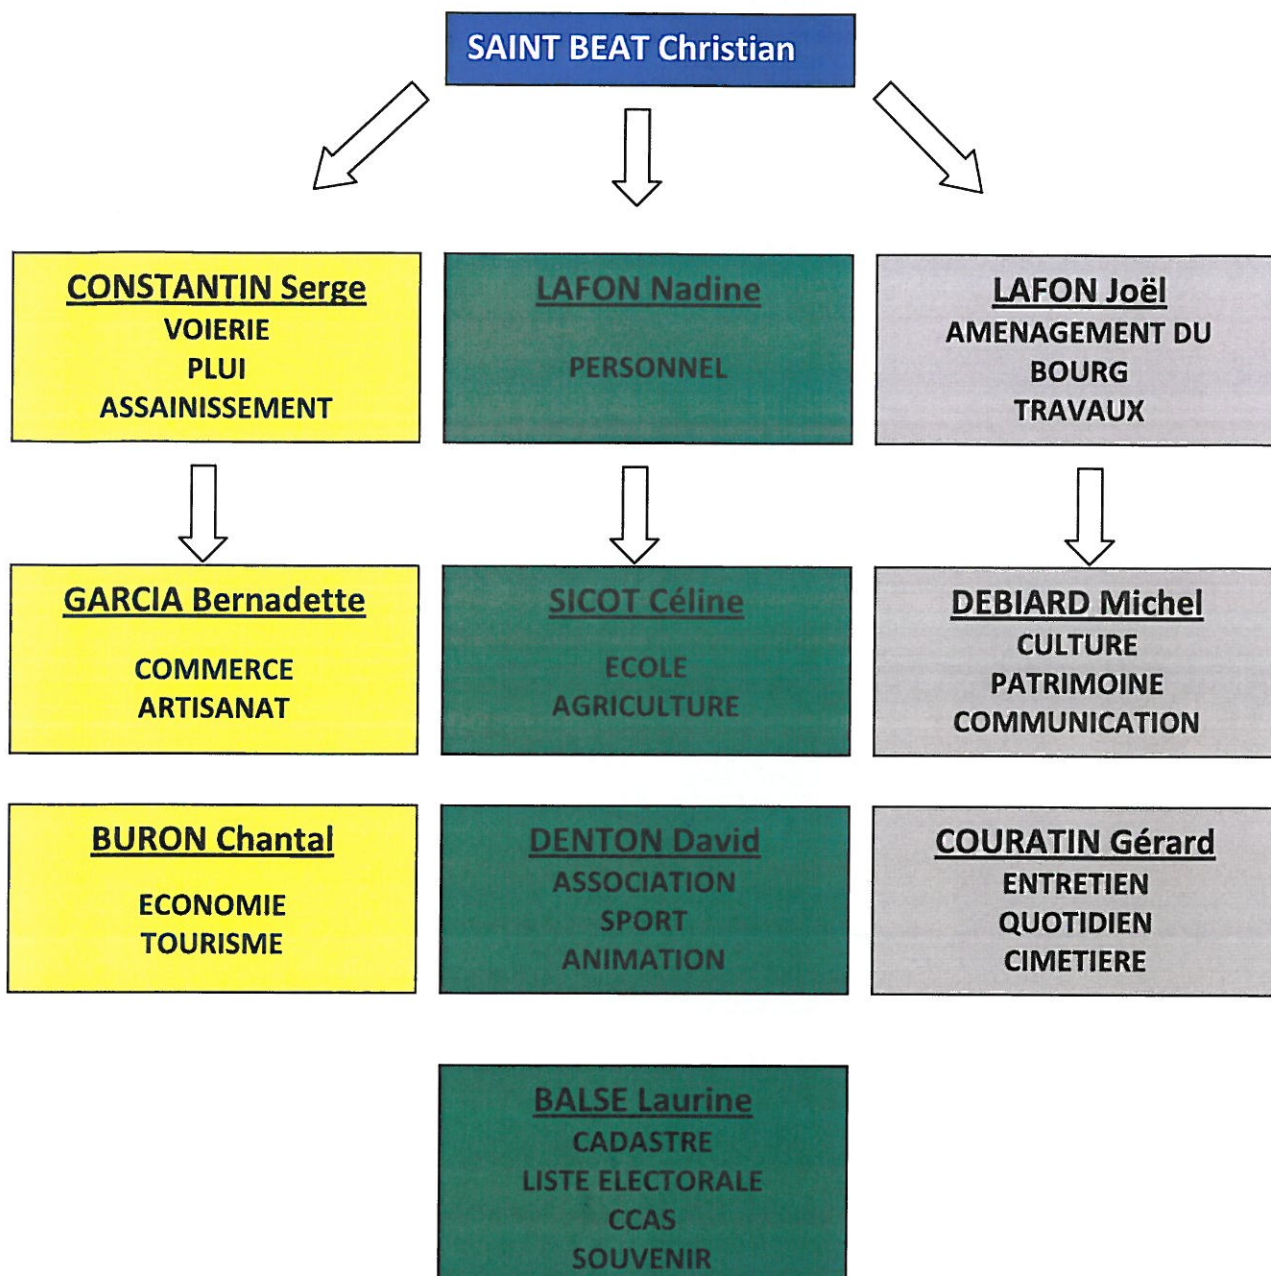 SAINT BEAT Christian
CONSTANTIN Serge
VOIERIE
PLUI
ASSAINISSEMENT
LAFON Nadine
PERSONNEL
LAFON Joël
AMENAGEMENT DU
BOURG
TRAVAUX
GARCIA Bernadette
COMMERCE
ARTISANAT
SICOT Céline
ECOLE
AGRICULTURE
DEBIARD Michel
CULTURE
PATRIMOINE
COMMUNICATION
BURON Chantal
ECONOMIE
TOURISME
DENTON David
ASSOCIATION
SPORT
ANIMATION
COURATIN Gérard
ENTRETIEN
QUOTIDIEN
CIMETIERE
BALSE Laurine
CADASTRE
LISTE ELECTORALE
CCAS
SOUVENIR